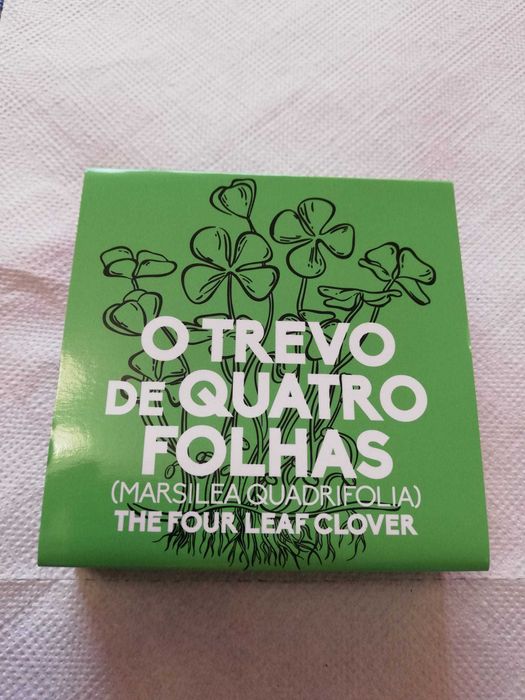 O TREVO
DE QUATRO
FOLHAS
(MARSILEA QUADRIFOLIA)
THE FOUR LEAF CLOVER